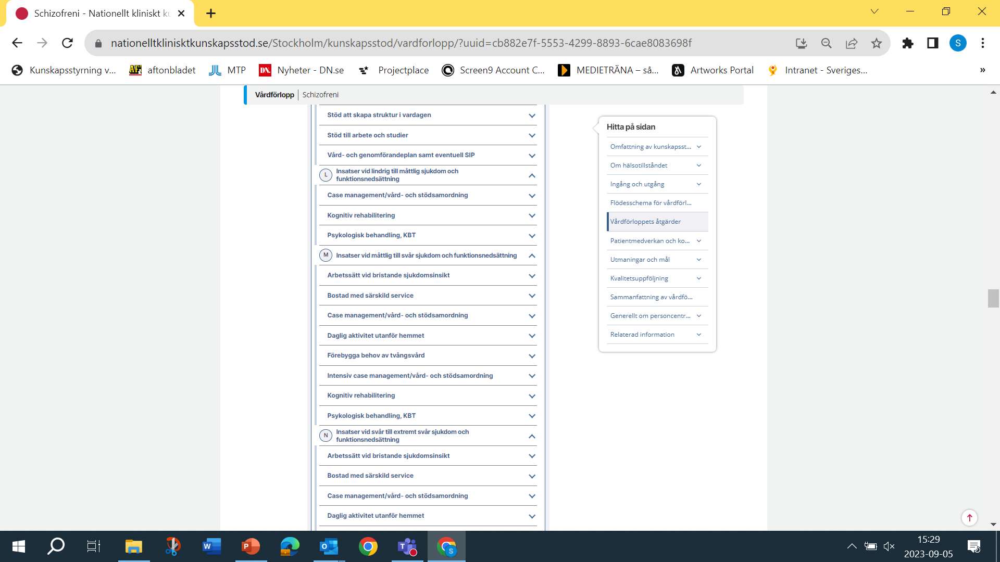 Schizofreni - Nationellt kliniskt ku
nationelltklinisktkunskapsstod.se/Stockholm/kunskapsstod/vardforlopp/?uuid=cb882e7f-5553-4299-8893-6cae8083698f
S
Kunskapsstyrning v...
AF
aftonbladet
MTP
DN.
Nyheter - DN.se
Projectplace
Screen9 Account C...
MEDIETRÄNA – så...
Artworks Portal
Intranet - Sveriges...
»
Vårdförlopp | Schizofreni
Stöd att skapa struktur i vardagen
Stöd till arbete och studier
Vård- och genomförandeplan samt eventuell SIP
L
Insatser vid lindrig till måttlig sjukdom och
funktionsnedsättning
Case management/vård- och stödsamordning
Kognitiv rehabilitering
Psykologisk behandling, KBT
M
Insatser vid måttlig till svår sjukdom och funktionsnedsättning
Arbetssätt vid bristande sjukdomsinsikt
Bostad med särskild service
Case management/vård- och stödsamordning
Daglig aktivitet utanför hemmet
Förebygga behov av tvångsvård
Intensiv case management/vård- och stödsamordning
Kognitiv rehabilitering
Psykologisk behandling, KBT
N
Insatser vid svår till extremt svår sjukdom och
funktionsnedsättning
Arbetssätt vid bristande sjukdomsinsikt
Bostad med särskild service
Case management/vård- och stödsamordning
Daglig aktivitet utanför hemmet
Hitta på sidan
Omfattning av kunskapsst...
Om hälsotillståndet
Ingång och utgång
Flödesschema för vårdförl...
Vårdförloppets åtgärder
Patientmedverkan och ko...
Utmaningar och mål
Kvalitetsuppföljning
Sammanfattning av vårdfö...
Generellt om personcentr...
Relaterad information
W
P
O
T
S
15:29
2023-09-05